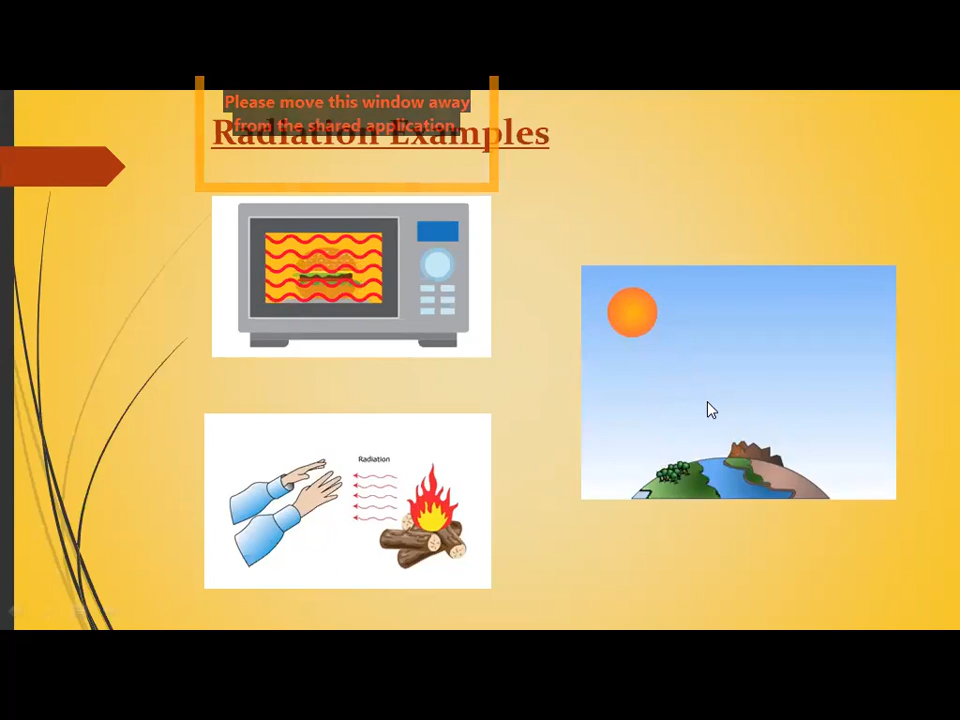 Please move this window away
from the shared application.
Radiation Examples
Radiation